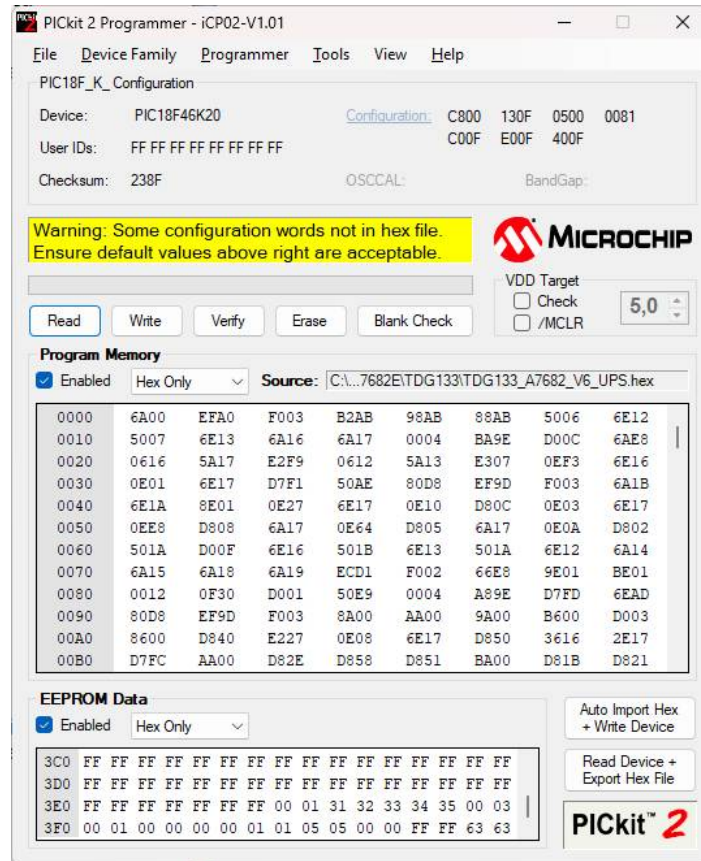 PICkit 2 Programmer - iCP02-V1.01
File Device Family Programmer Tools View Help
PIC18F_K_ Configuration
Device: PIC18F46K20 Configuration: C800 130F 0500 0081
User IDs: FF FF FF FF FF FF FF FF C00F E00F 400F
Checksum: 238F OSCCAL: BandGap:
Warning: Some configuration words not in hex file.
Ensure default values above right are acceptable.
MICROCHIP
VDD Target
Check
/MCLR
5,0
Read Write Verify Erase Blank Check
Program Memory
Enabled Hex Only Source: C:\...7682E\TDG133\TDG133_A7682_V6_UPS.hex
0000 6A00 EFA0 F003 B2AB 98AB 88AB 5006 6E12
0010 5007 6E13 6A16 6A17 0004 BA9E D00C 6AE8
0020 0616 5A17 E2F9 0612 5A13 E307 0EF3 6E16
0030 0E01 6E17 D7F1 50AE 80D8 EF9D F003 6A1B
0040 6E1A 8E01 0E27 6E17 0E10 D80C 0E03 6E17
0050 0EE8 D808 6A17 0E64 D805 6A17 0E0A D802
0060 501A D00F 6E16 501B 6E13 501A 6E12 6A14
0070 6A15 6A18 6A19 ECD1 F002 66E8 9E01 BE01
0080 0012 0F30 D001 50E9 0004 A89E D7FD 6EAD
0090 80D8 EF9D F003 8A00 AA00 9A00 B600 D003
00A0 8600 D840 E227 0E08 6E17 D850 3616 2E17
00B0 D7FC AA00 D82E D858 D851 BA00 D81B D821
EEPROM Data
Enabled Hex Only
Auto Import Hex
+ Write Device
Read Device +
Export Hex File
3C0 FF FF FF FF FF FF FF FF FF FF FF FF FF FF FF FF
3D0 FF FF FF FF FF FF FF FF FF FF FF FF FF FF FF FF
3E0 FF FF FF FF FF FF FF 00 01 31 32 33 34 35 00 03
3F0 00 01 00 00 00 00 01 01 05 05 00 00 FF FF 63 63
PICkit™ 2